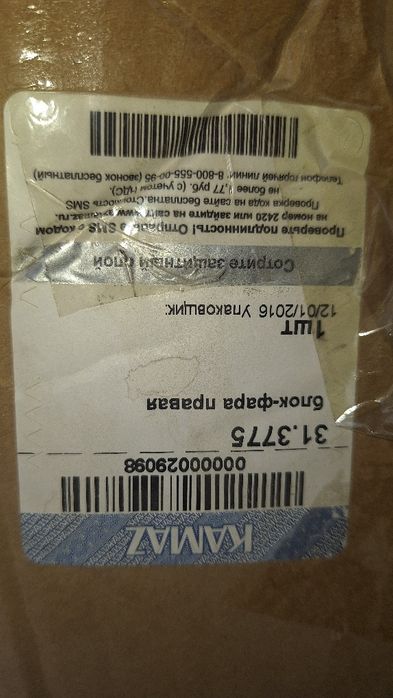 KAMAZ
00000029098
31.3775
блок-фара правая
1шт
12/01/2016 Упаковщик:
Сотрите защитный слой
Проверьте подлинность! Отправьте SMS с кодом
на номер 2420 или зайдите на сайт www.avkamaz.ru.
Проверка кода на сайте бесплатна, стоимость SMS
не более 1,77 руб. (с учетом НДС).
Телефон горячей линии: 8-800-555-00-95 (звонок бесплатный)